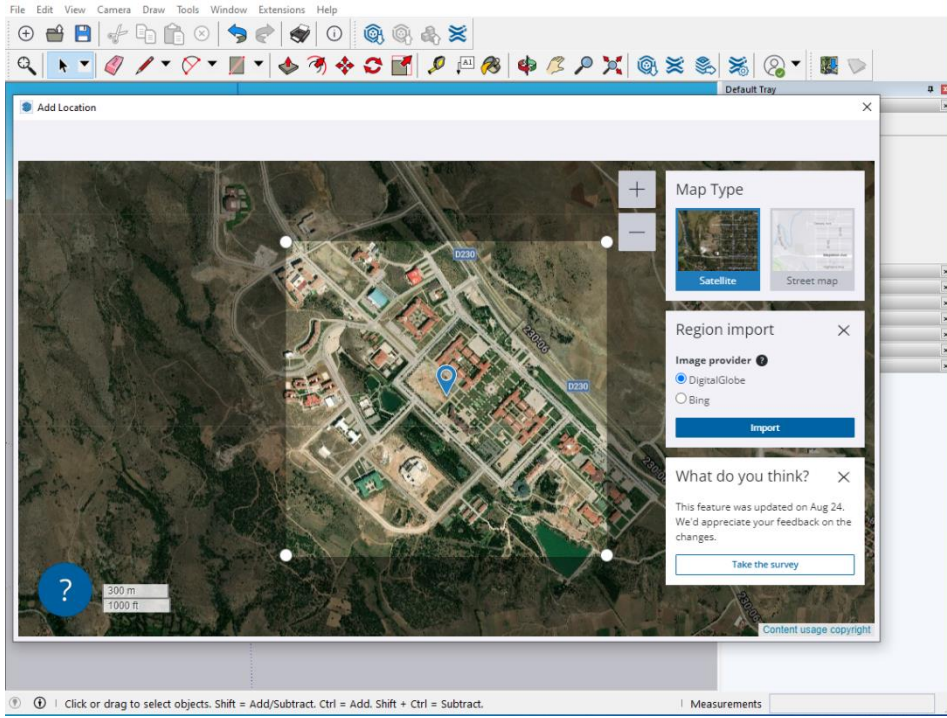 File Edit View Camera Draw Tools Window Extensions Help
A1
Default Tray
Add Location
D230
230-06
D230
Map Type
Satellite
Street map
Region import
Image provider ?
DigitalGlobe
Bing
Import
What do you think?
This feature was updated on Aug 24.
We'd appreciate your feedback on the
changes.
Take the survey
?
300 m
1000 ft
Content usage copyright
Click or drag to select objects. Shift = Add/Subtract. Ctrl = Add. Shift + Ctrl = Subtract.
Measurements